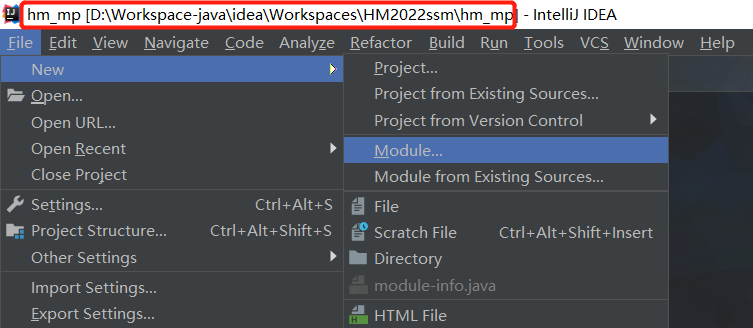 hm_mp [D:\Workspace-java\idea\Workspaces\HM2022ssm\hm_mp] - IntelliJ IDEA
File Edit View Navigate Code Analyze Refactor Build Run Tools VCS Window Help
New
Open...
Open URL...
Open Recent
Close Project
Settings... Ctrl+Alt+S
Project Structure... Ctrl+Alt+Shift+S
Other Settings
Import Settings...
Export Settings...
Project...
Project from Existing Sources...
Project from Version Control
Module...
Module from Existing Sources...
File
Scratch File Ctrl+Alt+Shift+Insert
Directory
module-info.java
HTML File